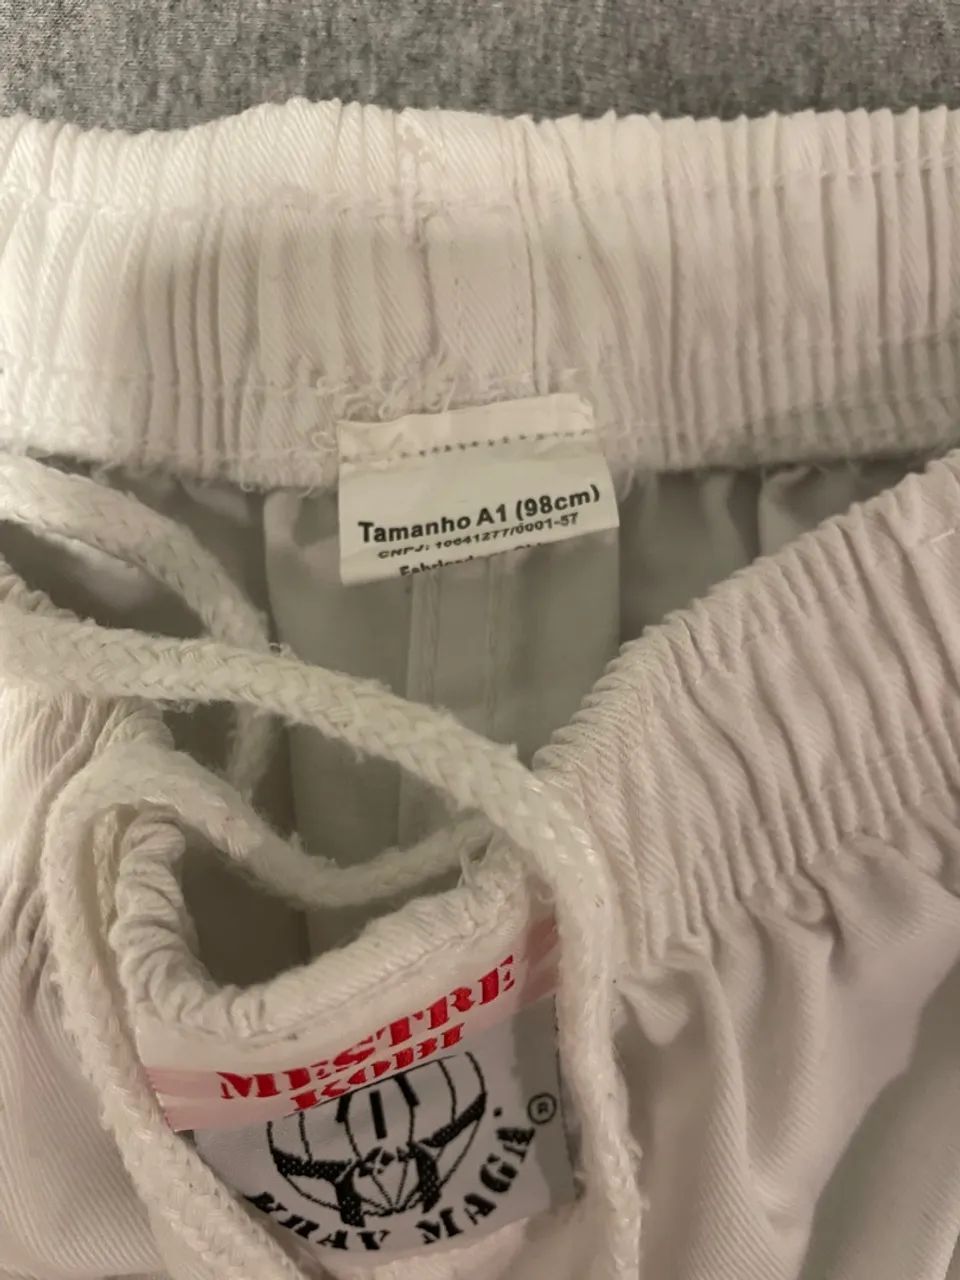 Tamanho A1 (98cm)
CNPJ: 10641277/0001-57
MESTRE
KOBI
KRAV MAGA.
®